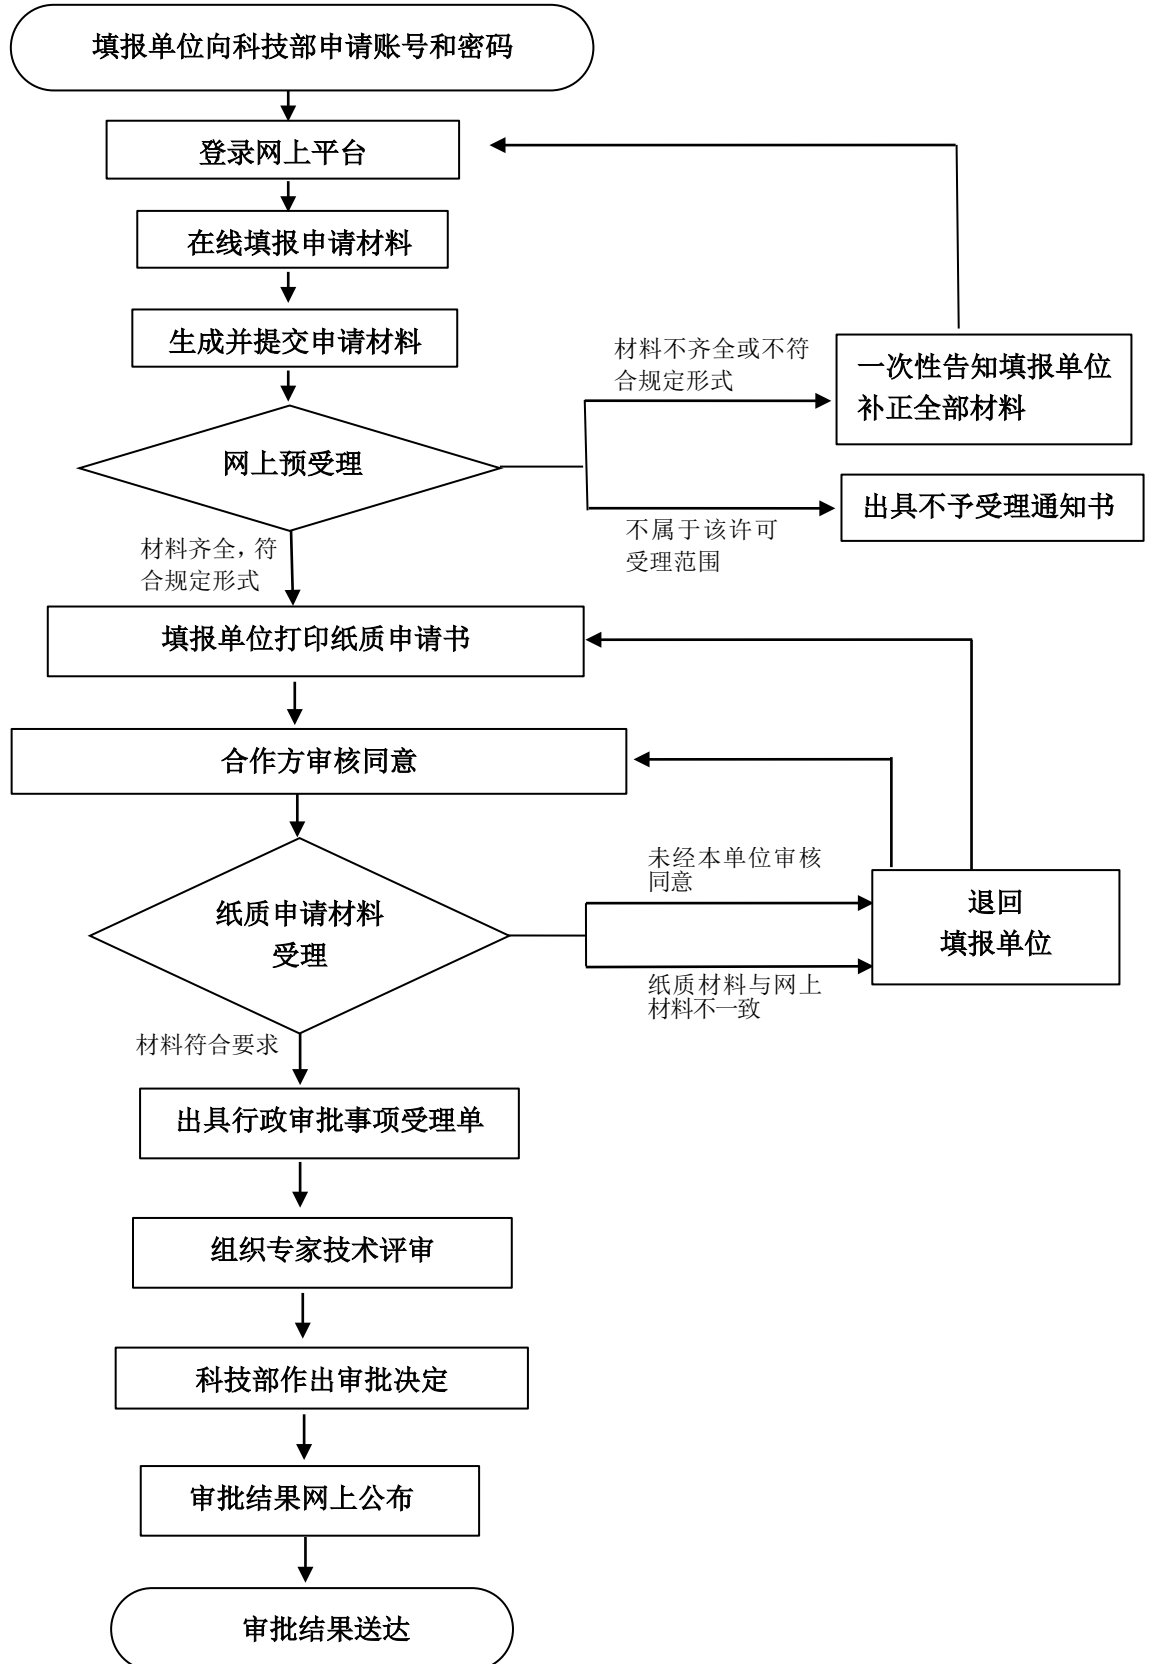 填报单位向科技部申请账号和密码
登录网上平台
在线填报申请材料
生成并提交申请材料
材料不齐全或不符
合规定形式
一次性告知填报单位
补正全部材料
网上预受理
出具不予受理通知书
不属于该许可
受理范围
材料齐全，符
合规定形式
填报单位打印纸质申请书
合作方审核同意
未经本单位审核
同意
纸质申请材料
受理
退回
填报单位
纸质材料与网上
材料不一致
材料符合要求
出具行政审批事项受理单
组织专家技术评审
科技部作出审批决定
审批结果网上公布
审批结果送达